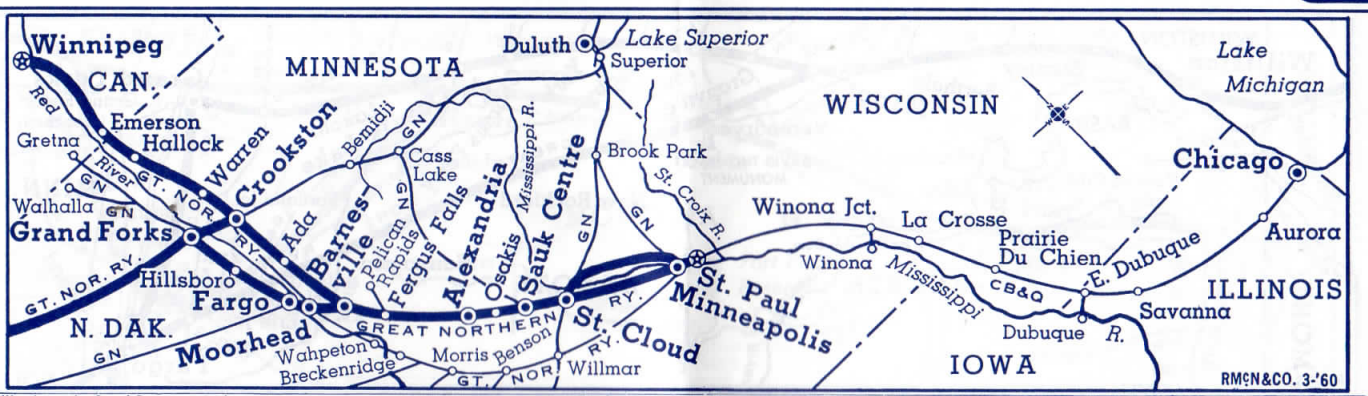 Winnipeg
CAN.
Red
River
Gretna
Emerson
Hallock
GT. NOR. RY.
Warren
Crookston
Walhalla
GN
GN
Grand Forks
GT. NOR. RY.
Hillsboro
Fargo
N. DAK.
GN
Moorhead
Ada
Barnes-
ville
Wahpeton
Breckenridge
MINNESOTA
Bemidji
GN
Cass
Lake
GN
Pelican
Rapids
Fergus Falls
Alexandria
Osakis
Mississippi R.
Sauk Centre
GREAT NORTHERN RY.
Morris
Benson
GT. NOR. RY.
Willmar
St. Cloud
Duluth
Lake Superior
Superior
Brook Park
GN
GN
St. Croix R.
St. Paul
Minneapolis
WISCONSIN
Winona Jct.
Winona
La Crosse
Prairie
Du Chien
Mississippi
R.
CB&Q
E. Dubuque
Dubuque
IOWA
Savanna
ILLINOIS
Aurora
Chicago
Lake
Michigan
RMCN&CO. 3-'60